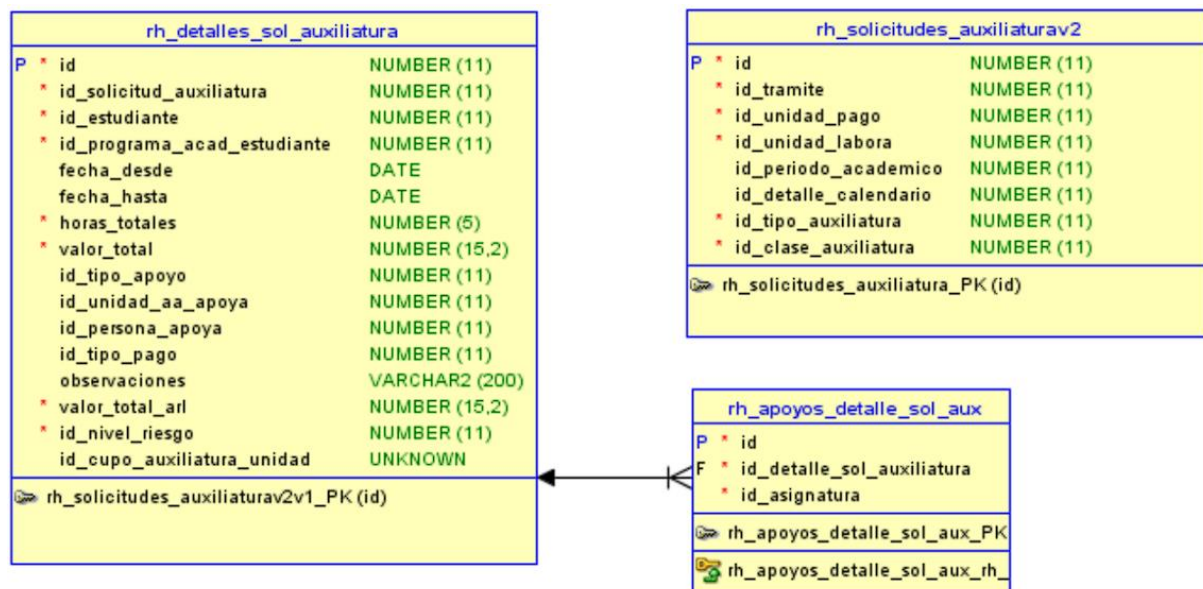 rh_detalles_sol_auxiliatura
P * id NUMBER (11)
* id_solicitud_auxiliatura NUMBER (11)
* id_estudiante NUMBER (11)
* id_programa_acad_estudiante NUMBER (11)
fecha_desde DATE
fecha_hasta DATE
* horas_totales NUMBER (5)
* valor_total NUMBER (15,2)
id_tipo_apoyo NUMBER (11)
id_unidad_aa_apoya NUMBER (11)
id_persona_apoya NUMBER (11)
id_tipo_pago NUMBER (11)
observaciones VARCHAR2 (200)
* valor_total_arl NUMBER (15,2)
* id_nivel_riesgo NUMBER (11)
id_cupo_auxiliatura_unidad UNKNOWN
rh_solicitudes_auxiliaturav2v1_PK (id)
rh_solicitudes_auxiliaturav2
P * id NUMBER (11)
* id_tramite NUMBER (11)
* id_unidad_pago NUMBER (11)
* id_unidad_labora NUMBER (11)
id_periodo_academico NUMBER (11)
id_detalle_calendario NUMBER (11)
* id_tipo_auxiliatura NUMBER (11)
* id_clase_auxiliatura NUMBER (11)
rh_solicitudes_auxiliatura_PK (id)
rh_apoyos_detalle_sol_aux
P * id
F * id_detalle_sol_auxiliatura
* id_asignatura
rh_apoyos_detalle_sol_aux_PK
rh_apoyos_detalle_sol_aux_rh_